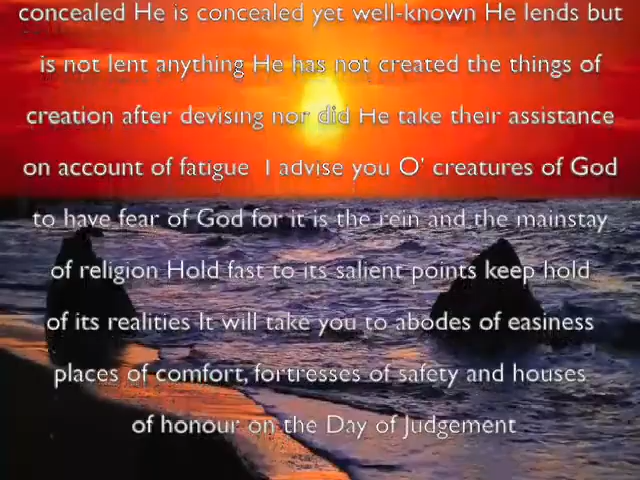 concealed He is concealed yet well-known He lends but
is not lent anything He has not created the things of
creation after devising nor did He take their assistance
on account of fatigue I advise you O' creatures of God
to have fear of God for it is the rein and the mainstay
of religion Hold fast to its salient points keep hold
of its realities It will take you to abodes of easiness
places of comfort, fortresses of safety and houses
of honour on the Day of Judgement